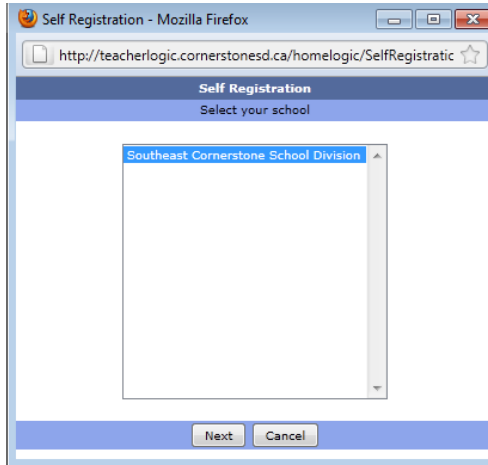 Self Registration - Mozilla Firefox
http://teacherlogic.cornerstonesd.ca/homelogic/SelfRegistratic
Self Registration
Select your school
Southeast Cornerstone School Division
Next Cancel